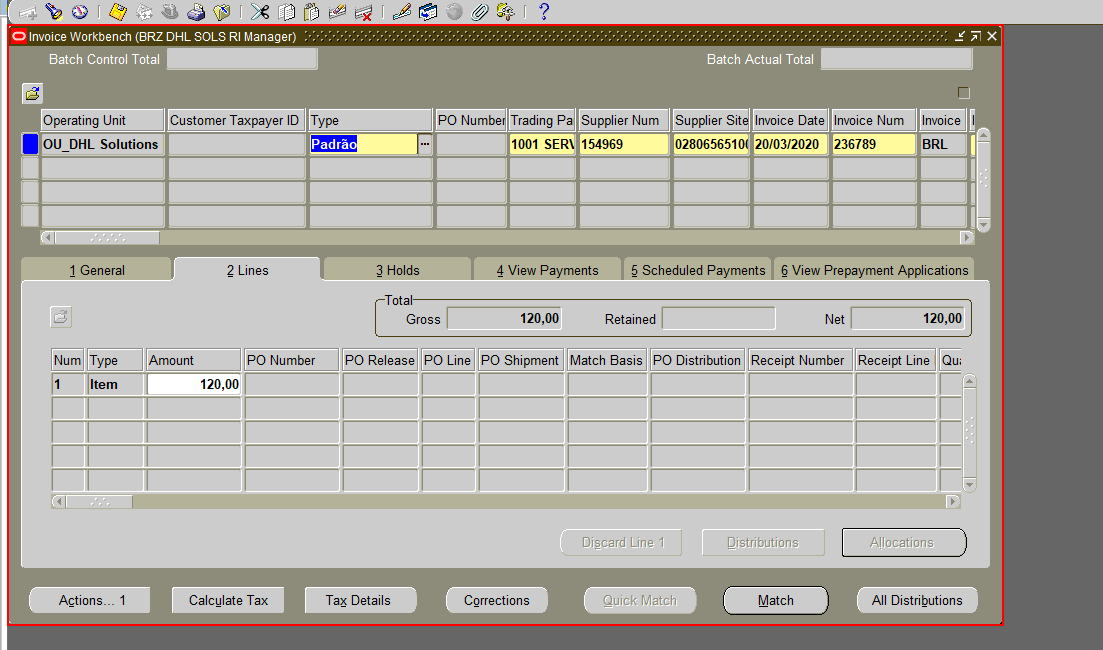 Invoice Workbench (BRZ DHL SOLS RI Manager)
Batch Control Total
Batch Actual Total
Operating Unit Customer Taxpayer ID Type PO Number Trading Pa Supplier Num Supplier Site Invoice Date Invoice Num Invoice
OU_DHL Solutions Padrão ... 1001 SERV 154969 02806565100 20/03/2020 236789 BRL
1 General 2 Lines 3 Holds 4 View Payments 5 Scheduled Payments 6 View Prepayment Applications
Total
Gross 120,00 Retained Net 120,00
Num Type Amount PO Number PO Release PO Line PO Shipment Match Basis PO Distribution Receipt Number Receipt Line Qua
1 Item 120,00
Discard Line 1 Distributions Allocations
Actions... 1 Calculate Tax Tax Details Corrections Quick Match Match All Distributions